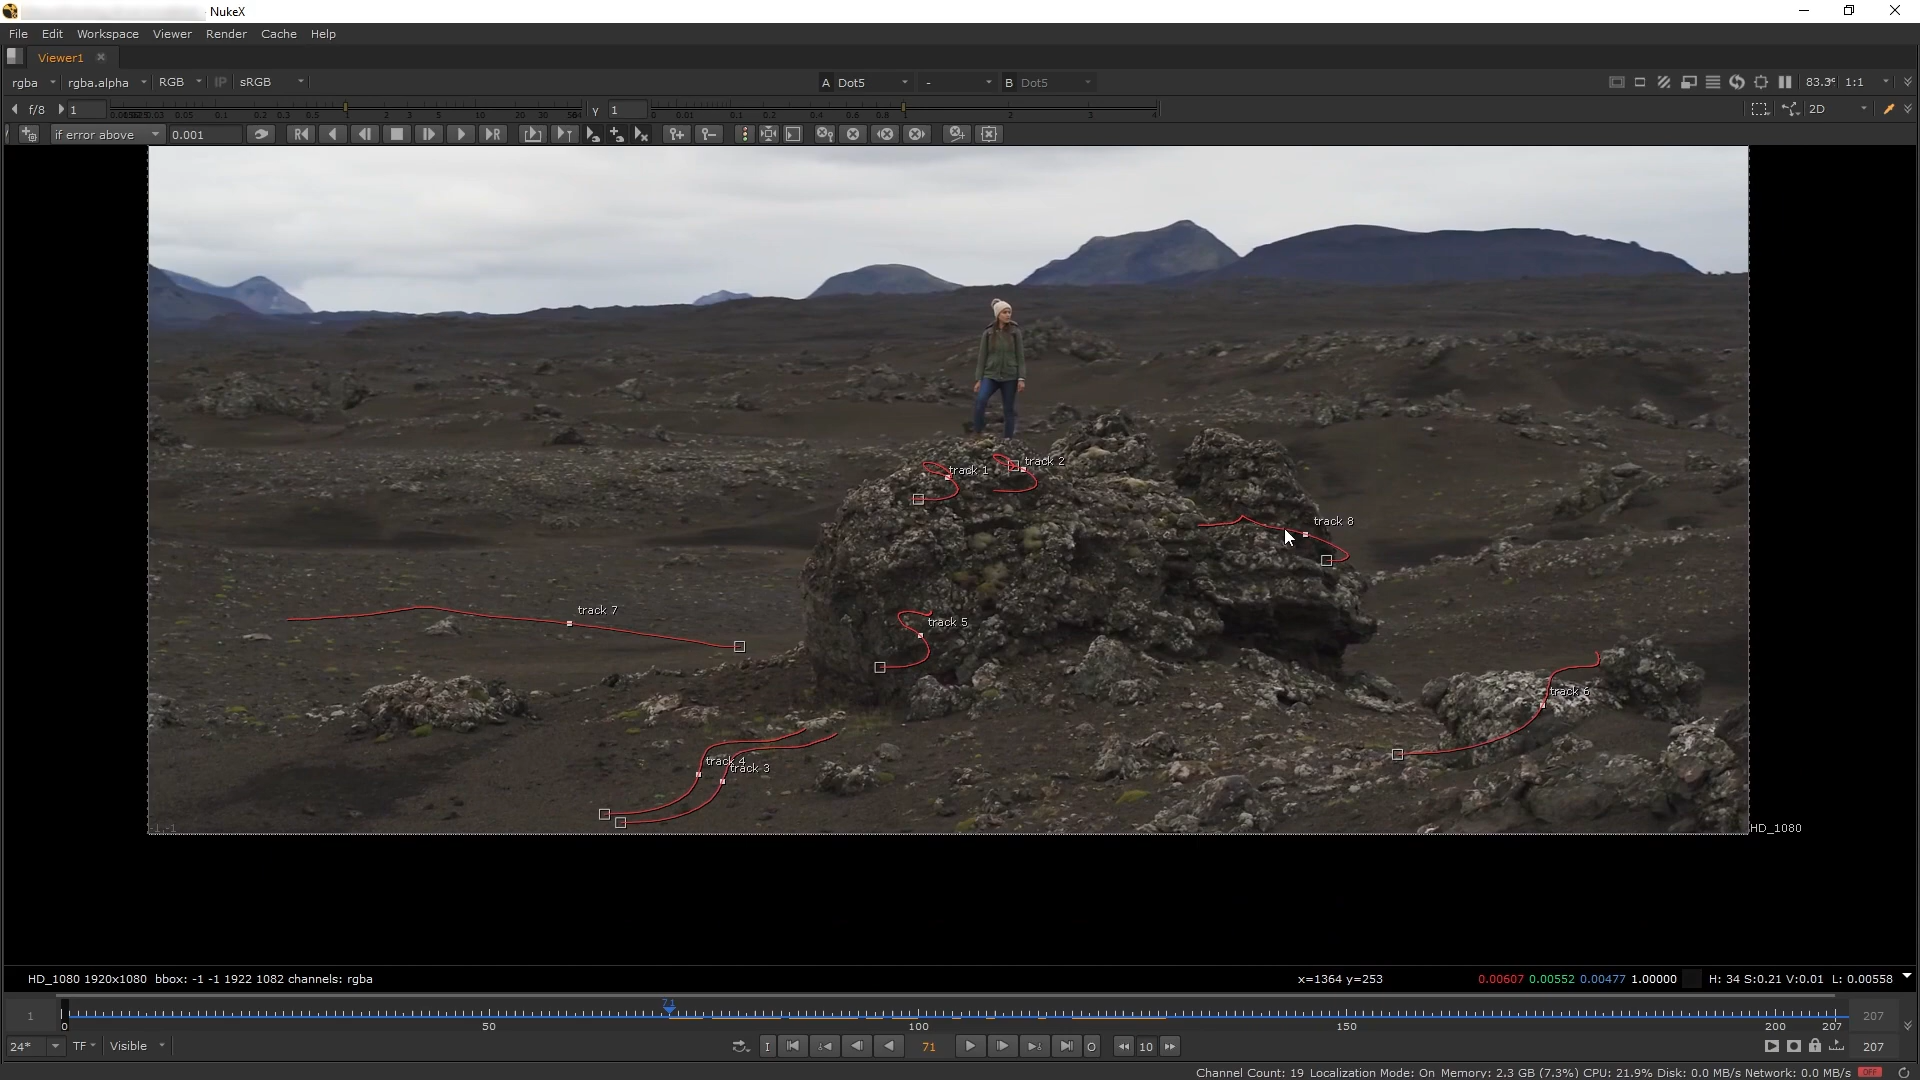 NukeX
File Edit Workspace Viewer Render Cache Help
Viewer1
rgba rgba.alpha RGB IP sRGB A Dot5 - B Dot5 83.3% 1:1
f/8 1 Y 1 2D
if error above 0.001
track 1
track 2
track 8
track 7
track 5
track 6
track 4
track 3
-1,-1
HD_1080
HD_1080 1920x1080 bbox: -1 -1 1922 1082 channels: rgba x=1364 y=253 0.00607 0.00552 0.00477 1.00000 H: 34 S:0.21 V:0.01 L: 0.00558
71
1 207
0 50 100 150 200 207
24* TF Visible I 71 O 10 207
Channel Count: 19 Localization Mode: On Memory: 2.3 GB (7.3%) CPU: 21.9% Disk: 0.0 MB/s Network: 0.0 MB/s OFF